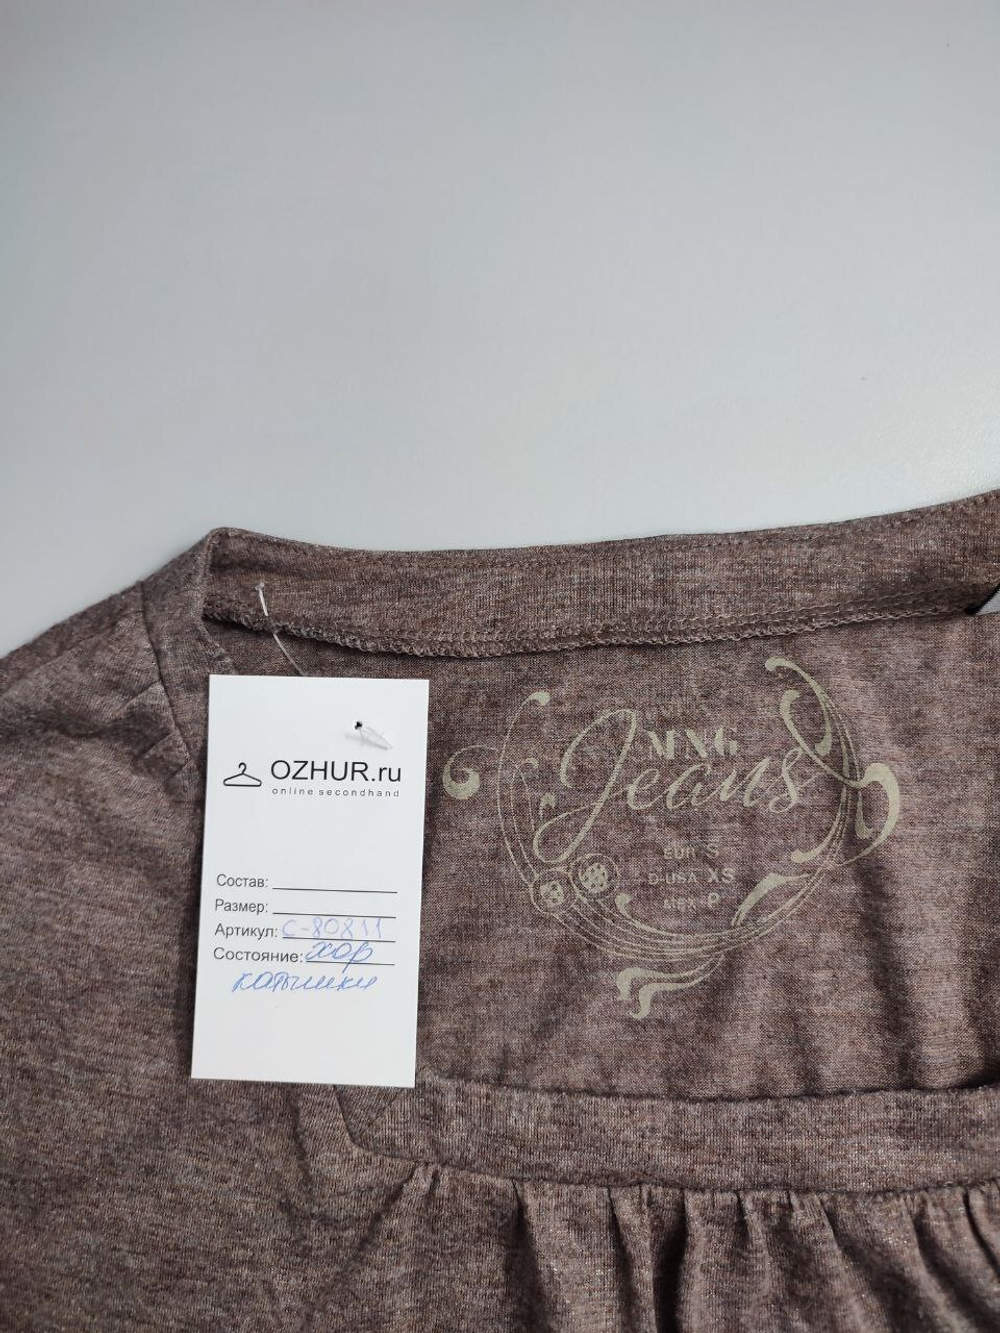 OZHUR.ru
online secondhand
Состав:
Размер:
Артикул: С-80811
Состояние: хор
катышки
MNG
Jeans
EUR S
D-USA XS
MEX P